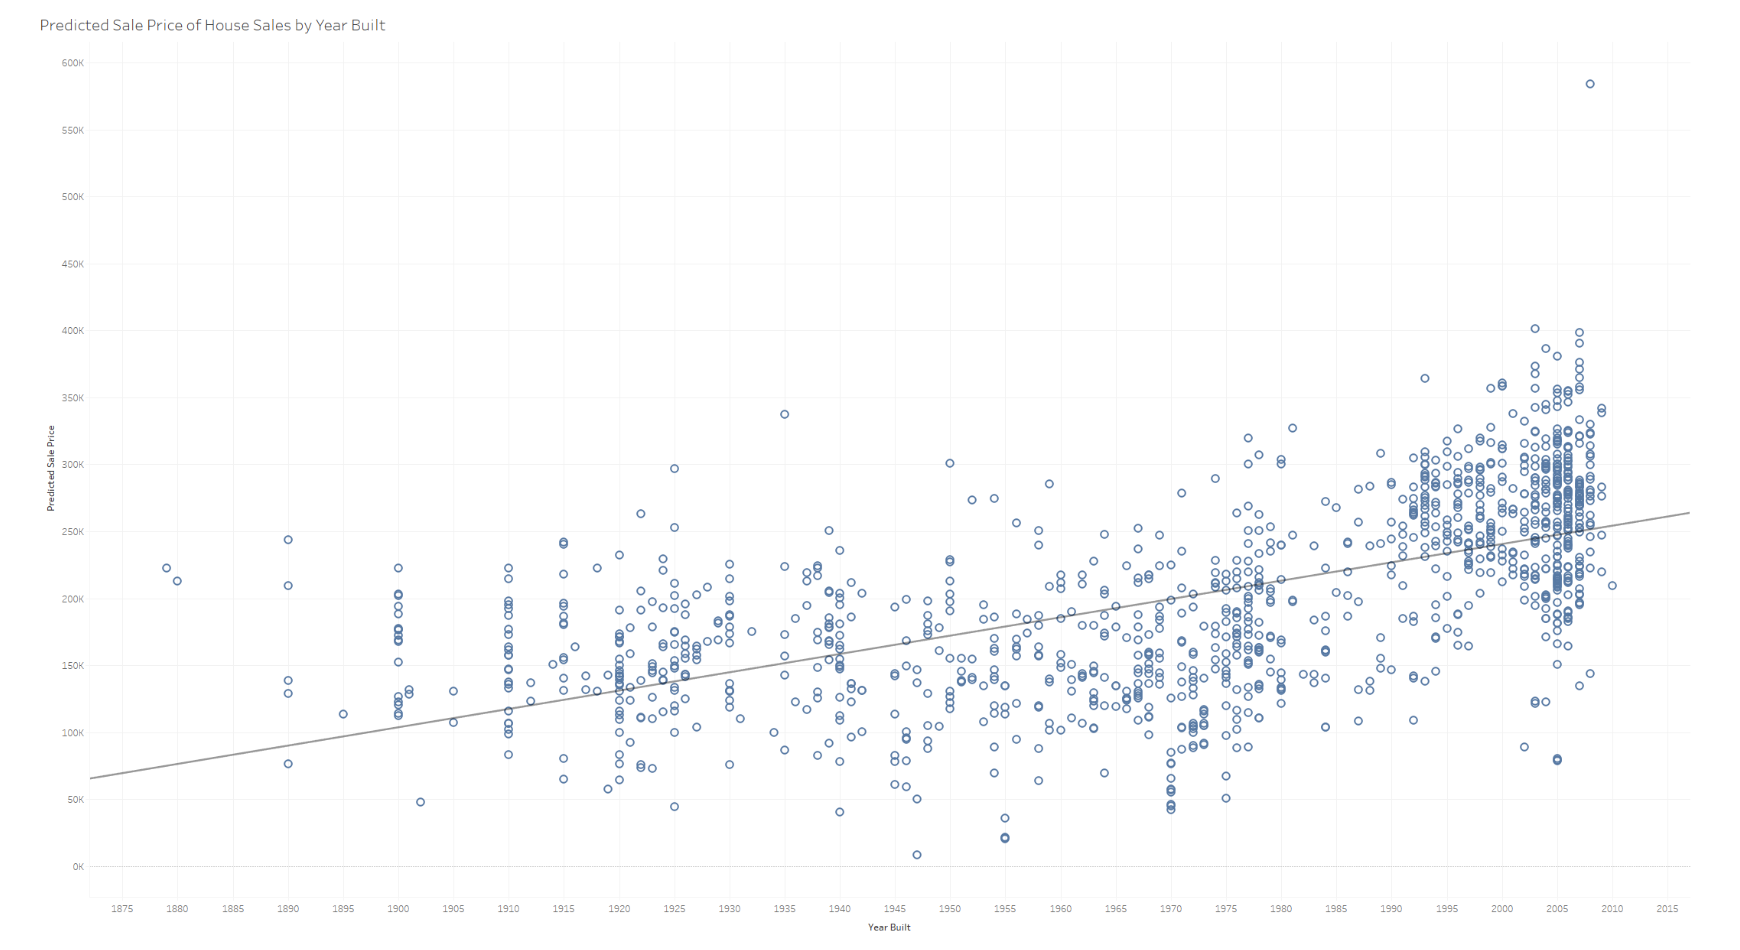 Predicted Sale Price of House Sales by Year Built
600K
550K
500K
450K
400K
350K
300K
250K
200K
150K
100K
50K
0K
Predicted Sale Price
1875 1880 1885 1890 1895 1900 1905 1910 1915 1920 1925 1930 1935 1940 1945 1950 1955 1960 1965 1970 1975 1980 1985 1990 1995 2000 2005 2010 2015
Year Built